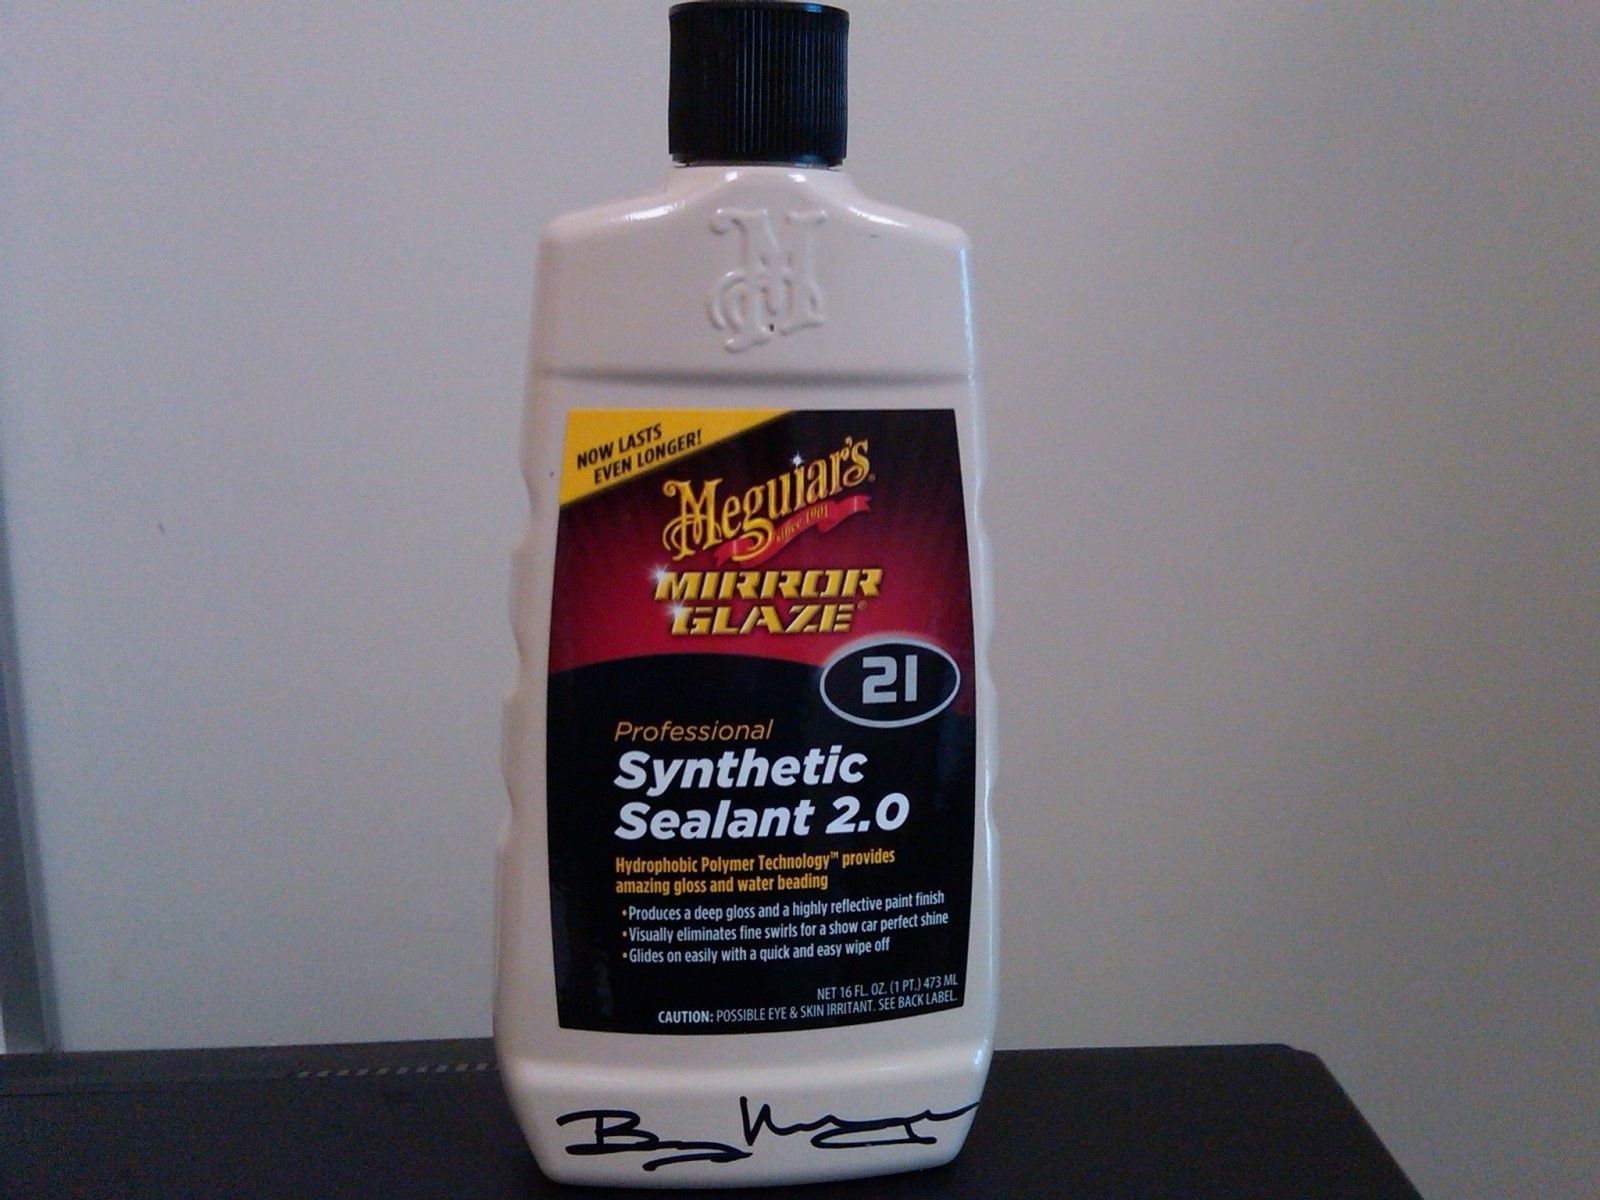 NOW LASTS
EVEN LONGER!
Meguiar's®
since 1901
MIRROR
GLAZE®
21
Professional
Synthetic
Sealant 2.0
Hydrophobic Polymer Technology™ provides
amazing gloss and water beading
•Produces a deep gloss and a highly reflective paint finish
•Visually eliminates fine swirls for a show car perfect shine
•Glides on easily with a quick and easy wipe off
NET 16 FL. OZ. (1 PT.) 473 ML
CAUTION: POSSIBLE EYE & SKIN IRRITANT. SEE BACK LABEL.